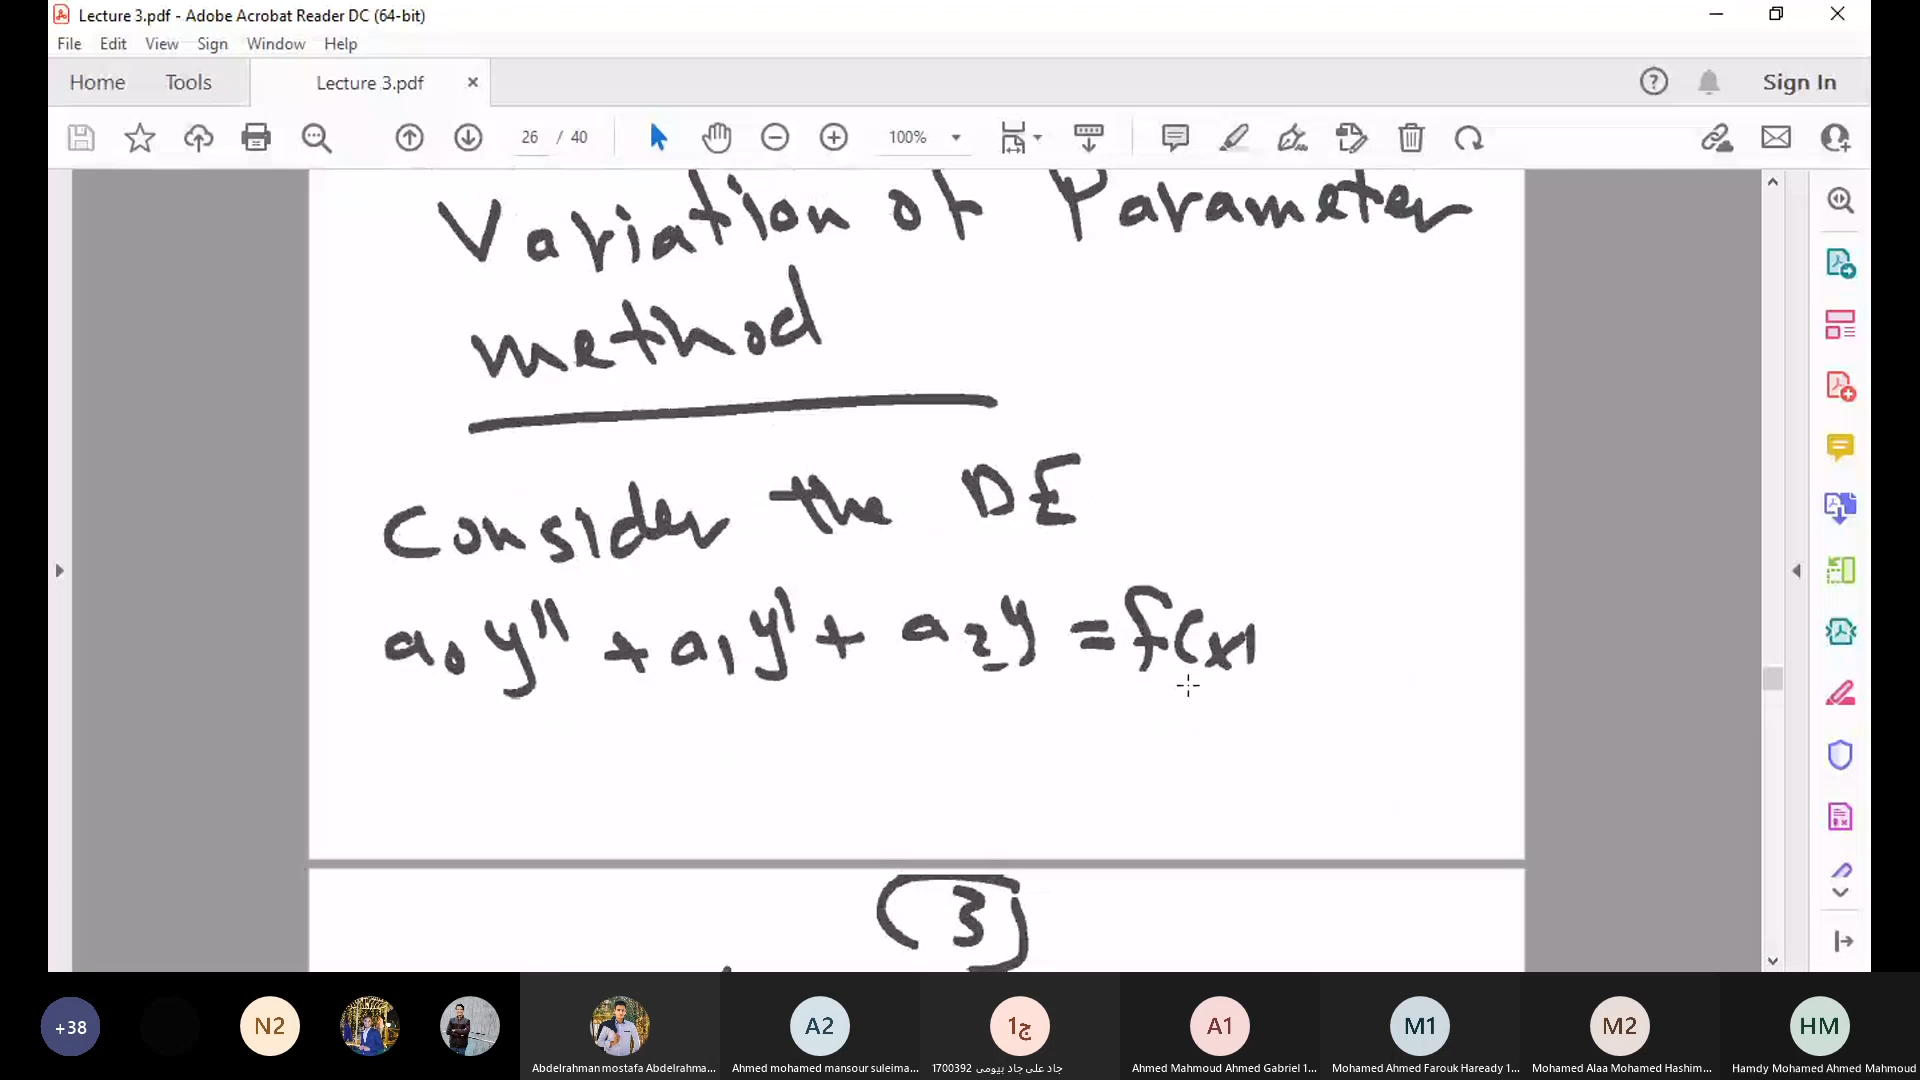 Lecture 3.pdf - Adobe Acrobat Reader DC (64-bit)
File Edit View Sign Window Help
Home Tools Lecture 3.pdf × Sign In
26 / 40 100%
Variation of Parameter
method
Consider the DE
a₀y'' + a₁y' + a₂y = f(x)
(3)
+38 N2 A2 ج1 A1 M1 M2 HM
Abdelrahman mostafa Abdelrahma... Ahmed mohamed mansour suleima... جاد على جاد بيومى 1700392 Ahmed Mahmoud Ahmed Gabriel 1... Mohamed Ahmed Farouk Haready 1... Mohamed Alaa Mohamed Hashim... Hamdy Mohamed Ahmed Mahmoud